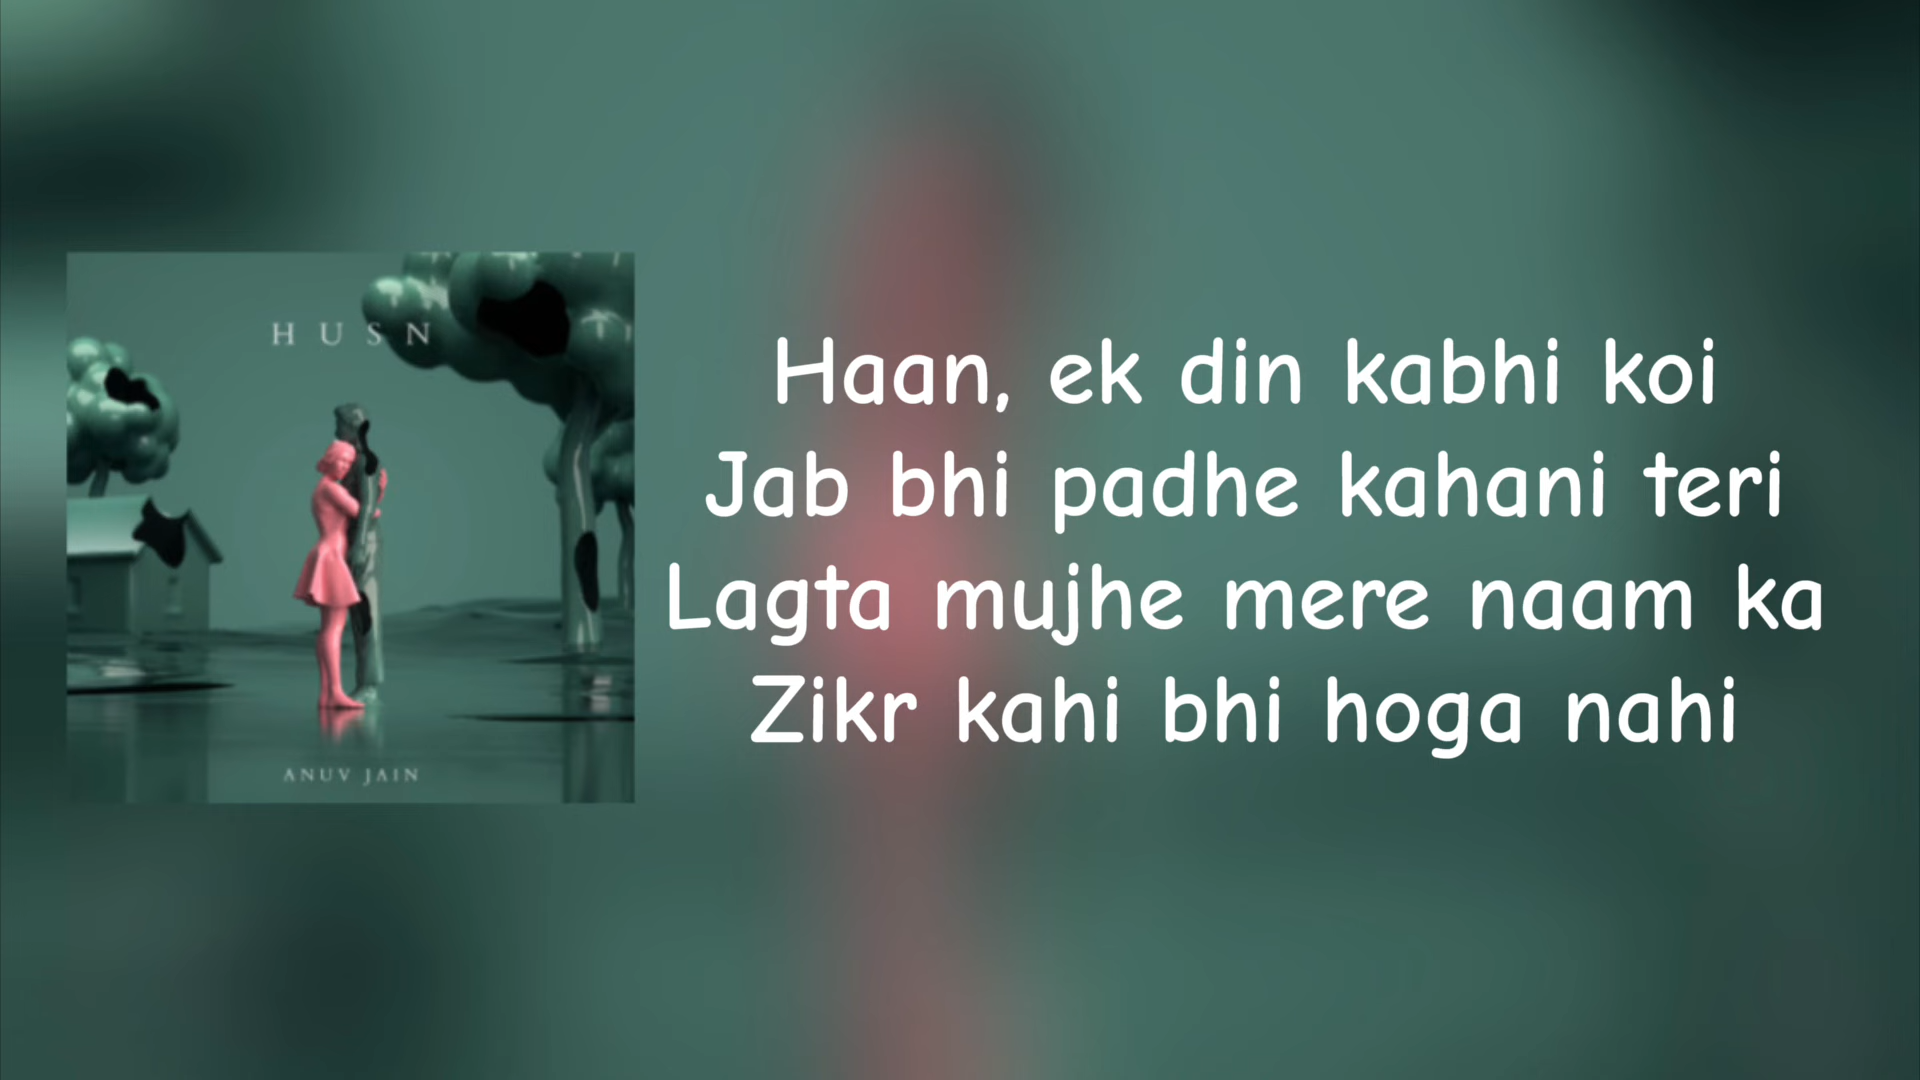 HUSN
ANUV JAIN
Haan, ek din kabhi koi
Jab bhi padhe kahani teri
Lagta mujhe mere naam ka
Zikr kahi bhi hoga nahi